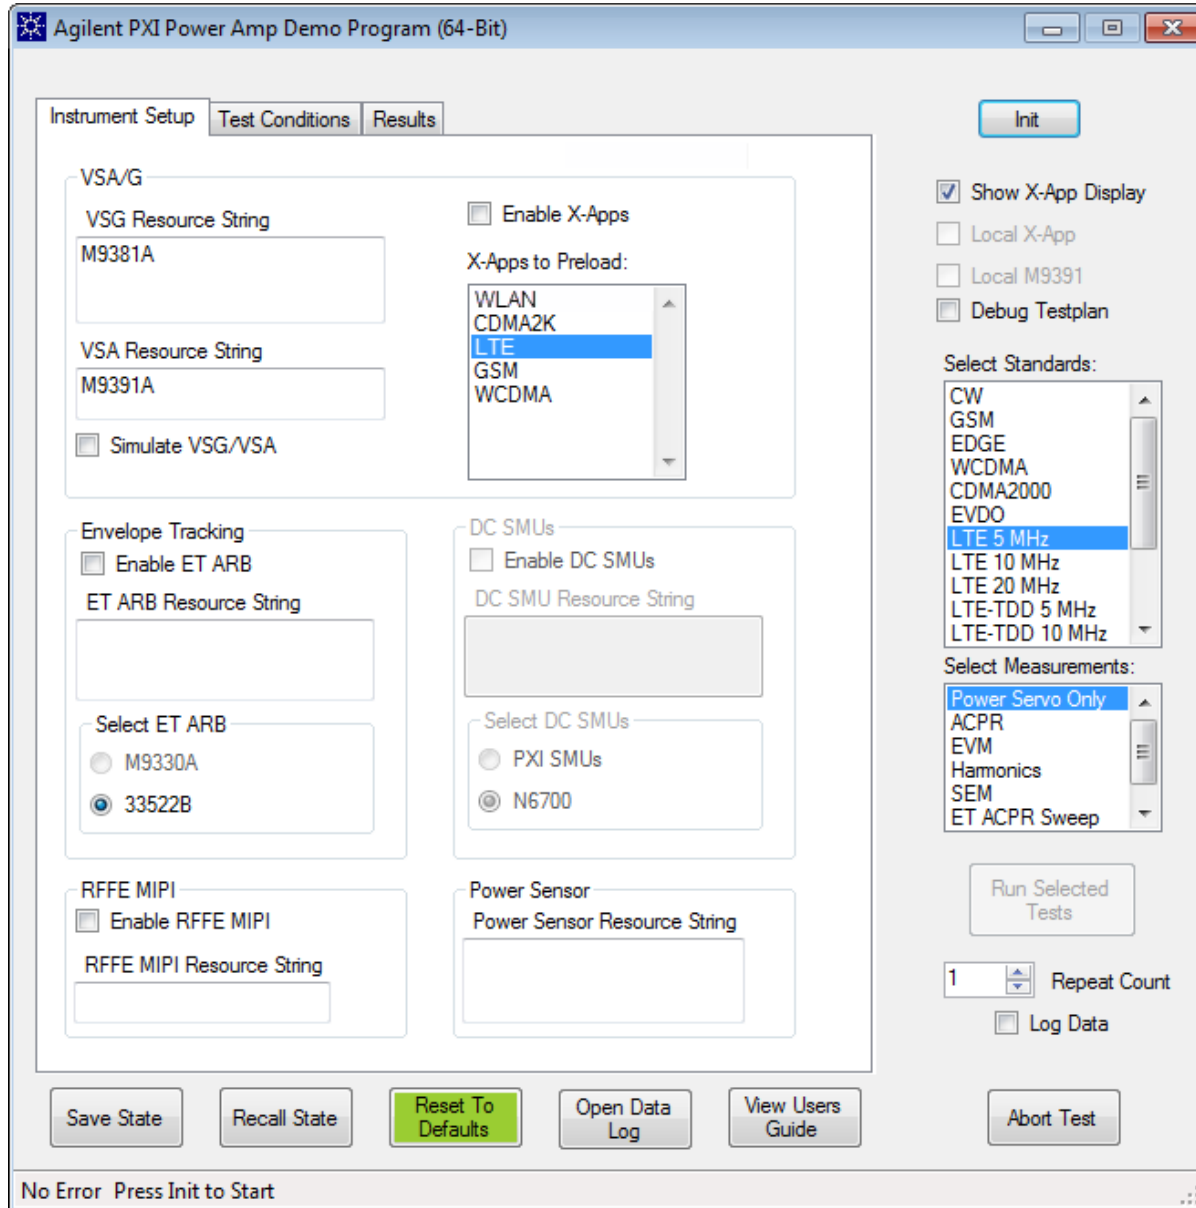 Agilent PXI Power Amp Demo Program (64-Bit)
Instrument Setup
Test Conditions
Results
Init
VSA/G
VSG Resource String
M9381A
VSA Resource String
M9391A
Simulate VSG/VSA
Enable X-Apps
X-Apps to Preload:
WLAN
CDMA2K
LTE
GSM
WCDMA
Show X-App Display
Local X-App
Local M9391
Debug Testplan
Select Standards:
CW
GSM
EDGE
WCDMA
CDMA2000
EVDO
LTE 5 MHz
LTE 10 MHz
LTE 20 MHz
LTE-TDD 5 MHz
LTE-TDD 10 MHz
Envelope Tracking
Enable ET ARB
ET ARB Resource String
Select ET ARB
M9330A
33522B
DC SMUs
Enable DC SMUs
DC SMU Resource String
Select DC SMUs
PXI SMUs
N6700
Select Measurements:
Power Servo Only
ACPR
EVM
Harmonics
SEM
ET ACPR Sweep
RFFE MIPI
Enable RFFE MIPI
RFFE MIPI Resource String
Power Sensor
Power Sensor Resource String
Run Selected
Tests
1
Repeat Count
Log Data
Save State
Recall State
Reset To
Defaults
Open Data
Log
View Users
Guide
Abort Test
No Error Press Init to Start